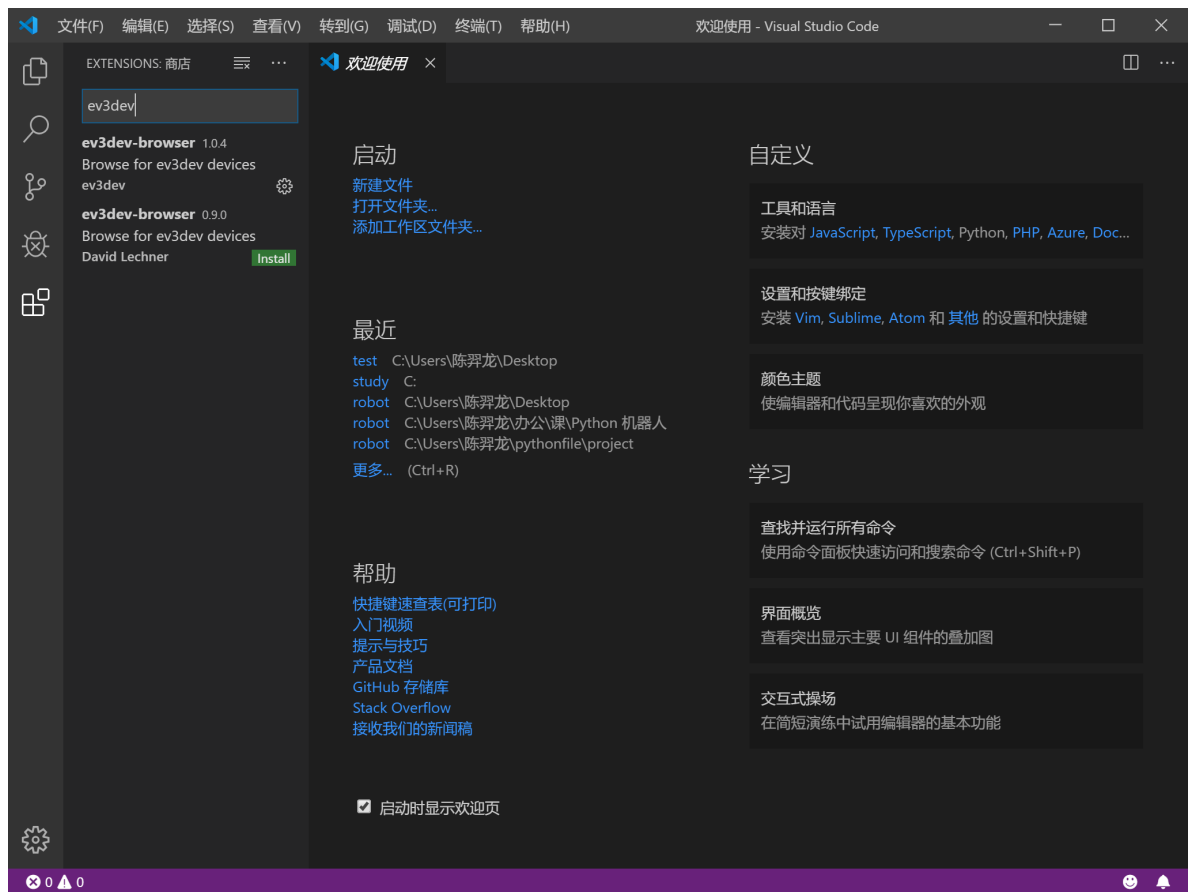 文件(F) 编辑(E) 选择(S) 查看(V) 转到(G) 调试(D) 终端(T) 帮助(H) 欢迎使用 - Visual Studio Code
EXTENSIONS: 商店
欢迎使用
ev3dev
ev3dev-browser 1.0.4
Browse for ev3dev devices
ev3dev
ev3dev-browser 0.9.0
Browse for ev3dev devices
David Lechner Install
启动
新建文件
打开文件夹...
添加工作区文件夹...
最近
test C:\Users\陈羿龙\Desktop
study C:
robot C:\Users\陈羿龙\Desktop
robot C:\Users\陈羿龙\办公\课\Python 机器人
robot C:\Users\陈羿龙\pythonfile\project
更多... (Ctrl+R)
帮助
快捷键速查表(可打印)
入门视频
提示与技巧
产品文档
GitHub 存储库
Stack Overflow
接收我们的新闻稿
启动时显示欢迎页
自定义
工具和语言
安装对 JavaScript, TypeScript, Python, PHP, Azure, Doc...
设置和按键绑定
安装 Vim, Sublime, Atom 和 其他 的设置和快捷键
颜色主题
使编辑器和代码呈现你喜欢的外观
学习
查找并运行所有命令
使用命令面板快速访问和搜索命令 (Ctrl+Shift+P)
界面概览
查看突出显示主要 UI 组件的叠加图
交互式操场
在简短演练中试用编辑器的基本功能
0 0